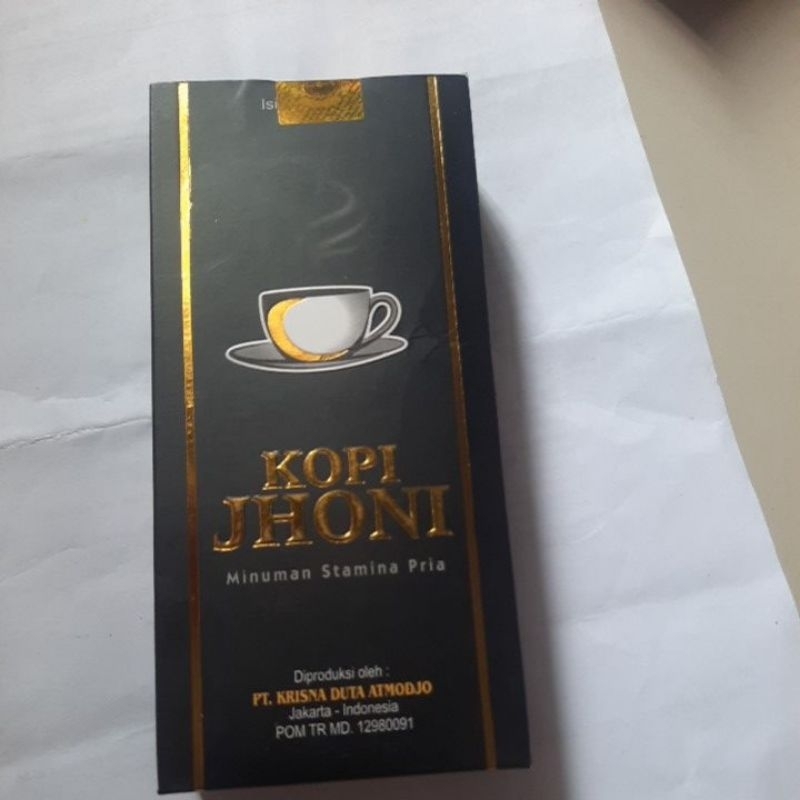 KOPI
JHONI
Minuman Stamina Pria
Diproduksi oleh :
PT. KRISNA DUTA ATMODJO
Jakarta - Indonesia
POM TR MD. 12980091